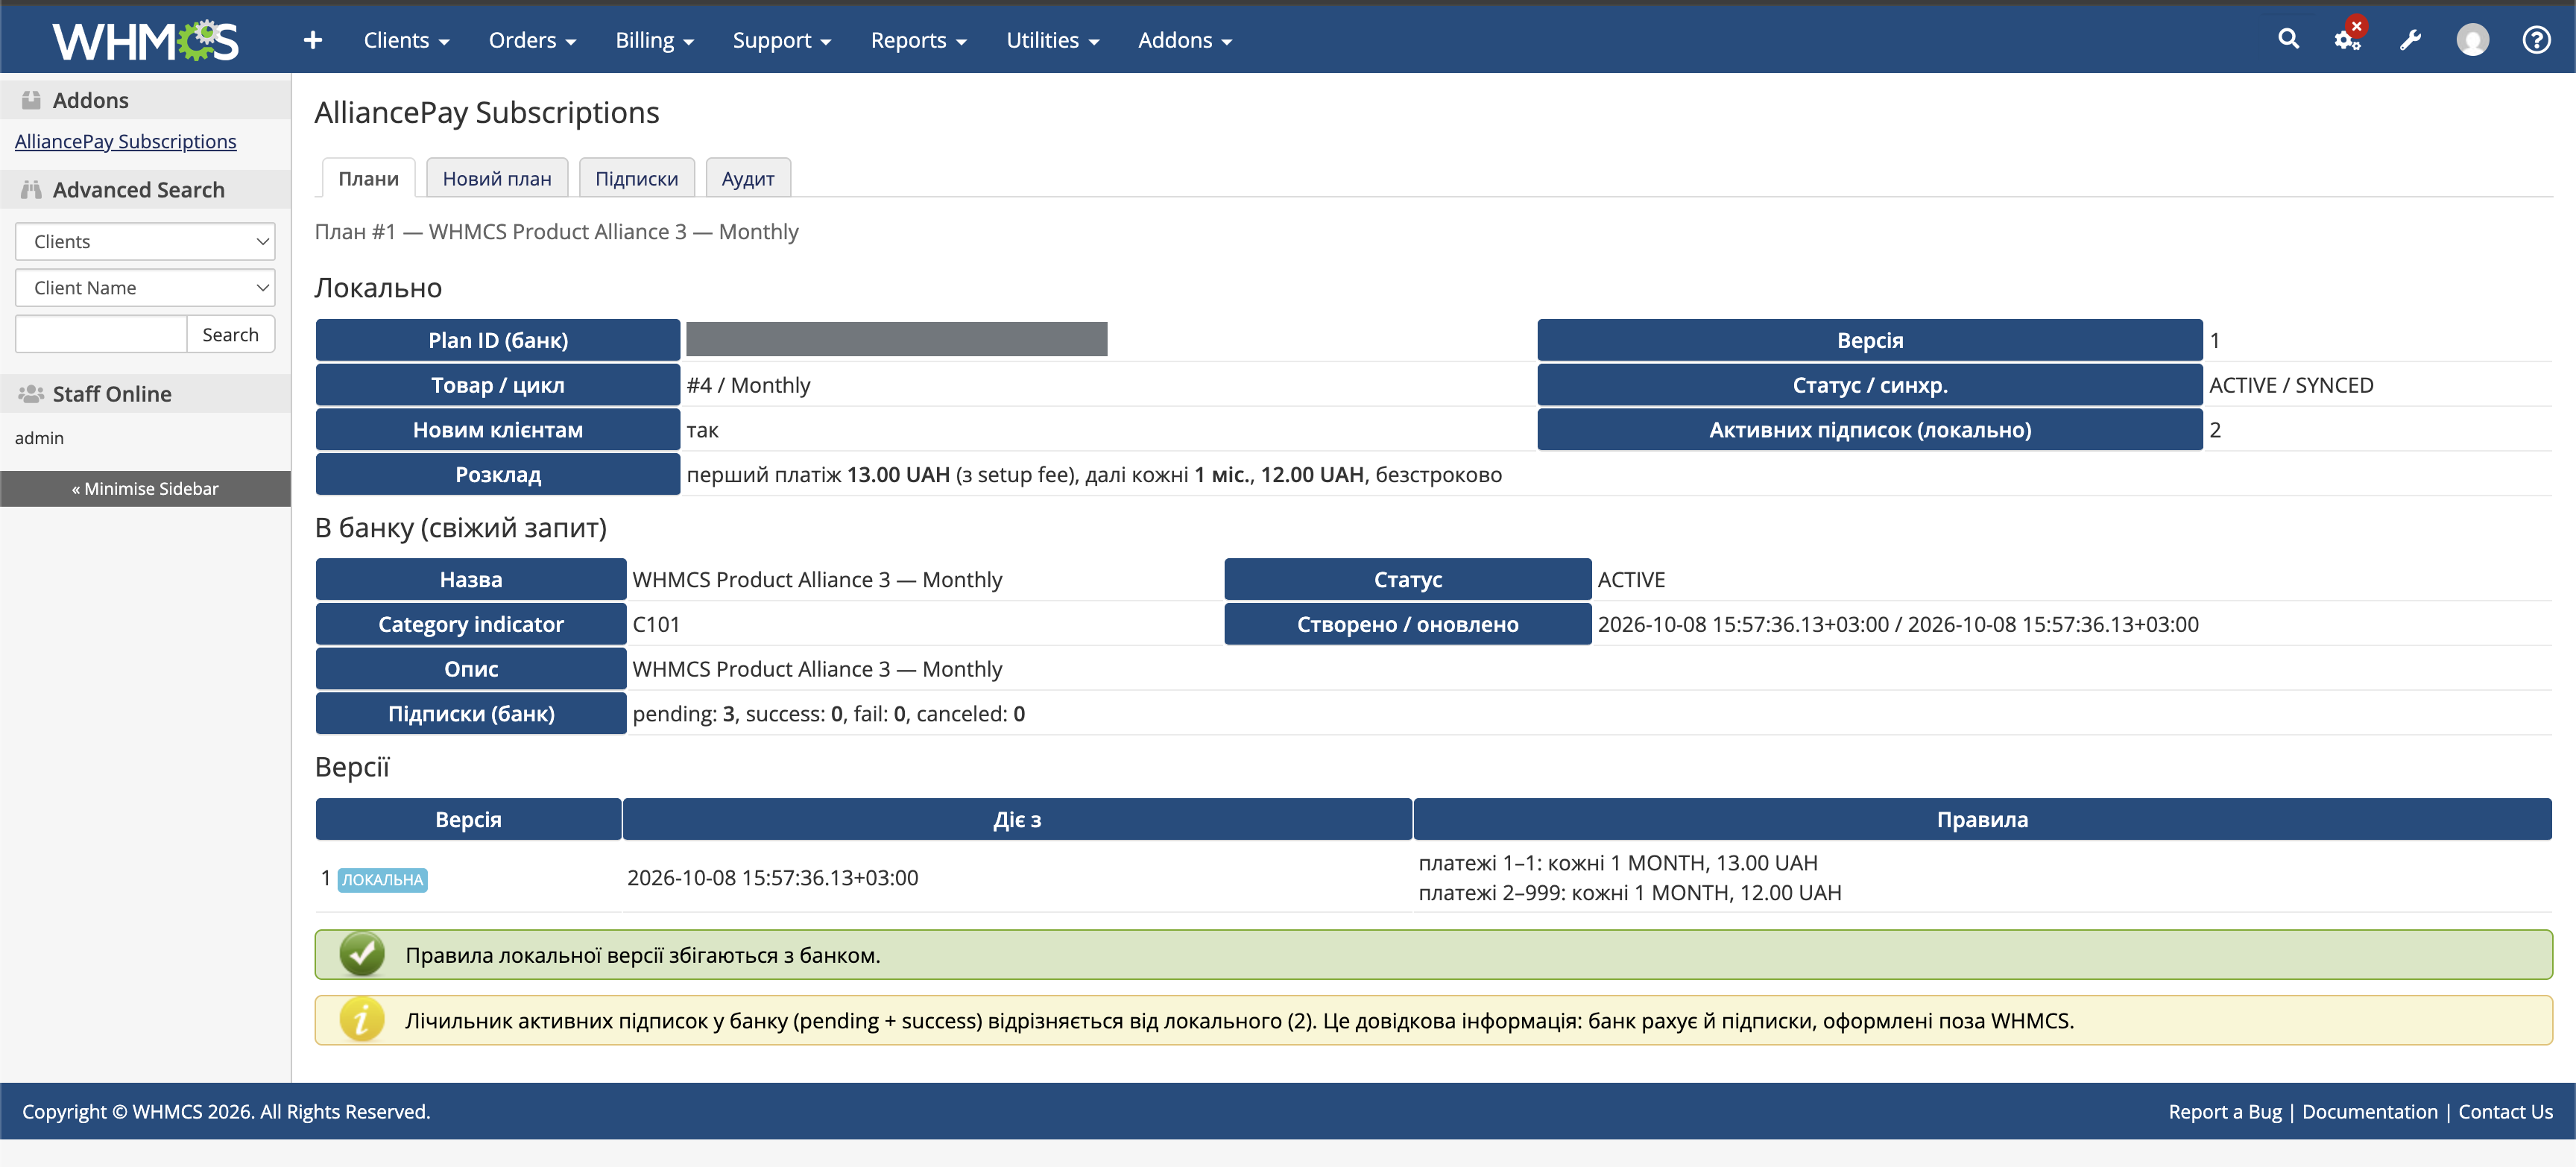 WHMCS
Clients
Orders
Billing
Support
Reports
Utilities
Addons
Addons
AlliancePay Subscriptions
Advanced Search
Clients
Client Name
Search
Staff Online
admin
« Minimise Sidebar
AlliancePay Subscriptions
Плани
Новий план
Підписки
Аудит
План #1 — WHMCS Product Alliance 3 — Monthly
Локально
Plan ID (банк)
Версія 1
Товар / цикл #4 / Monthly
Статус / синхр. ACTIVE / SYNCED
Новим клієнтам так
Активних підписок (локально) 2
Розклад перший платіж 13.00 UAH (з setup fee), далі кожні 1 міс., 12.00 UAH, безстроково
В банку (свіжий запит)
Назва WHMCS Product Alliance 3 — Monthly
Статус ACTIVE
Category indicator C101
Створено / оновлено 2026-10-08 15:57:36.13+03:00 / 2026-10-08 15:57:36.13+03:00
Опис WHMCS Product Alliance 3 — Monthly
Підписки (банк) pending: 3, success: 0, fail: 0, canceled: 0
Версії
Версія Діє з Правила
1 ЛОКАЛЬНА 2026-10-08 15:57:36.13+03:00
платежі 1–1: кожні 1 MONTH, 13.00 UAH
платежі 2–999: кожні 1 MONTH, 12.00 UAH
Правила локальної версії збігаються з банком.
Лічильник активних підписок у банку (pending + success) відрізняється від локального (2). Це довідкова інформація: банк рахує й підписки, оформлені поза WHMCS.
Copyright © WHMCS 2026. All Rights Reserved.
Report a Bug | Documentation | Contact Us